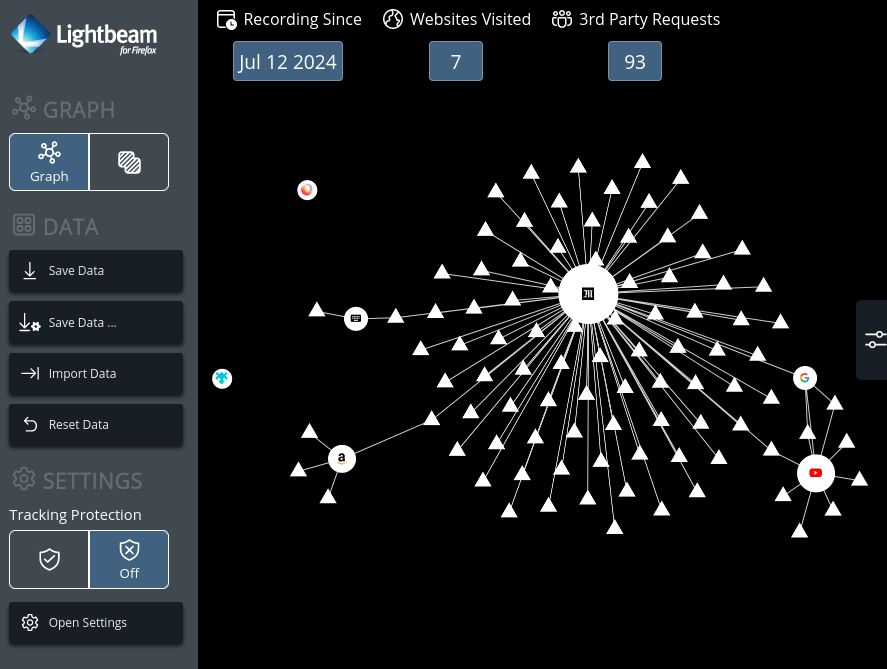 Lightbeam
for Firefox
Recording Since
Websites Visited
3rd Party Requests
Jul 12 2024
7
93
GRAPH
Graph
DATA
Save Data
Save Data ...
Import Data
Reset Data
SETTINGS
Tracking Protection
Off
Open Settings
M
G
a